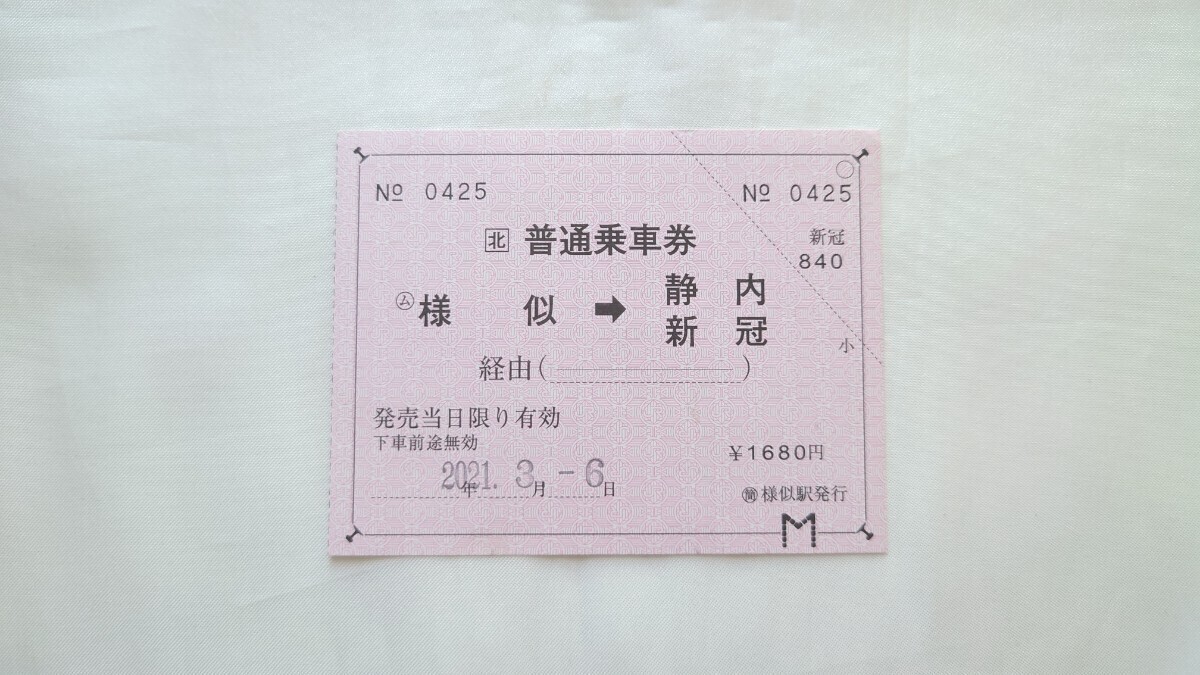 № 0425 № 0425
北 普通乗車券
新冠
840
ム 様似 ➡ 静内
新冠
小
経由( )
発売当日限り有効
下車前途無効
¥1680円
2021.年 3.月 -6日
簡 様似駅発行
M